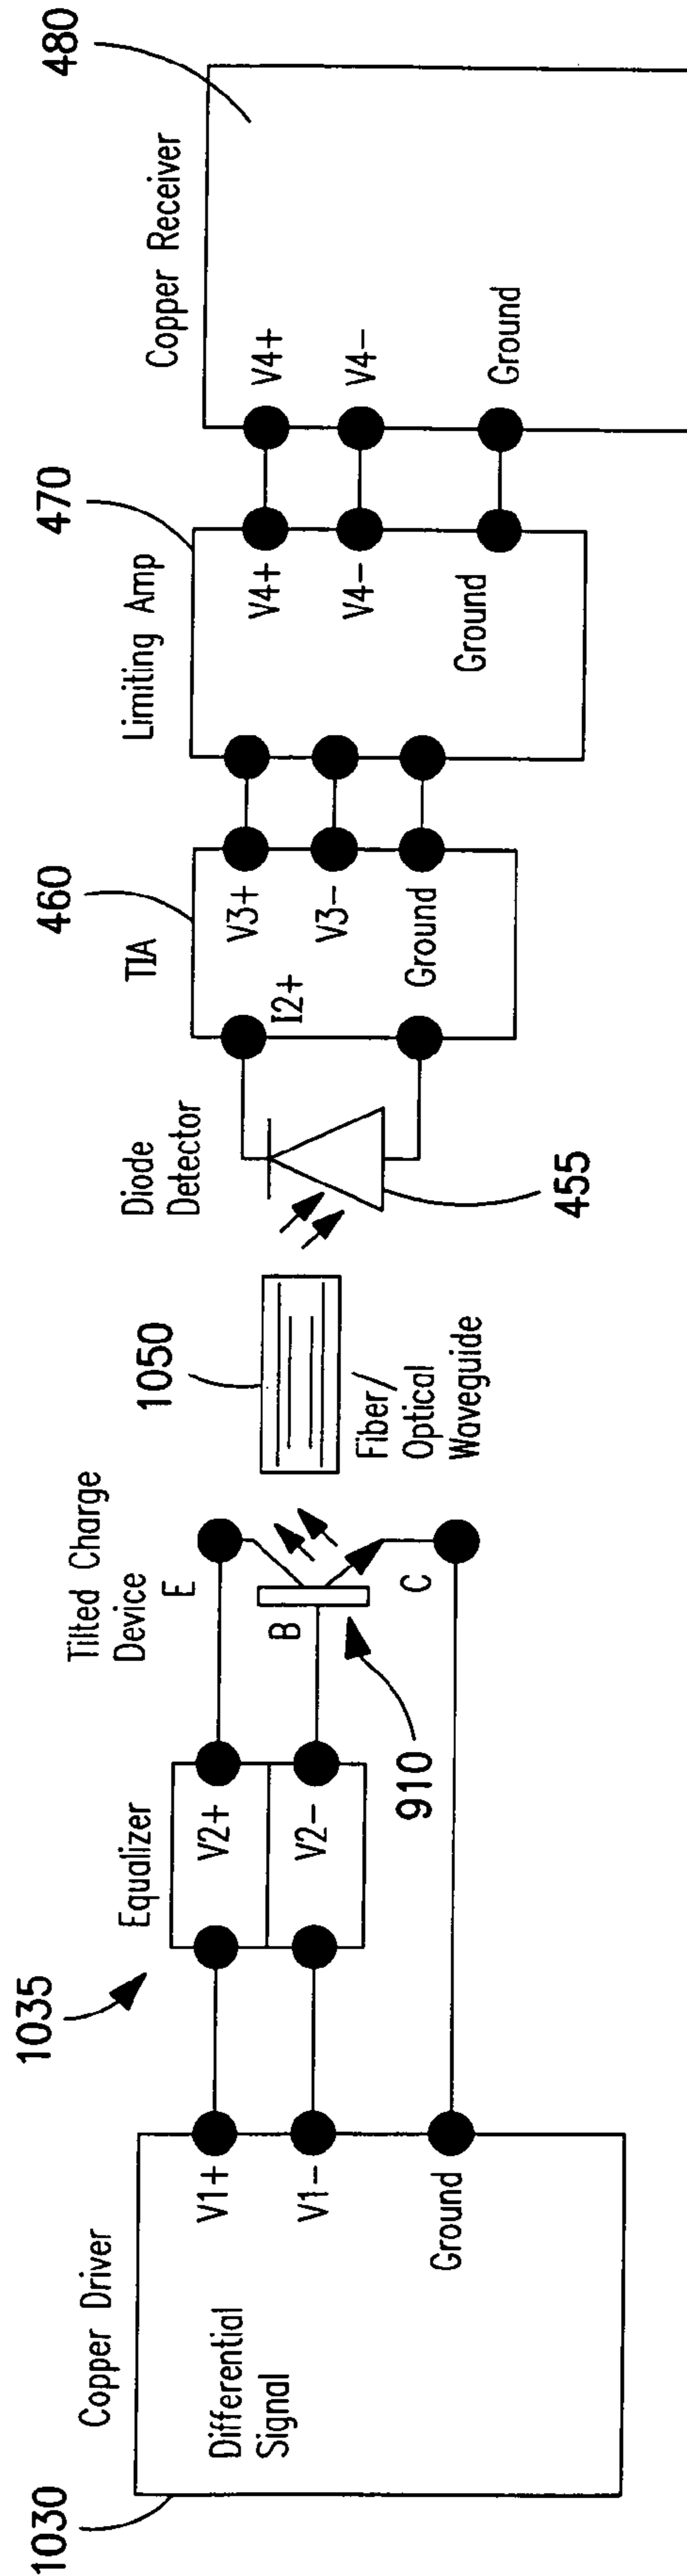 1030
Copper Driver
Differential
Signal
V1+
V1-
Ground
1035
Equalizer
V2+
V2-
Tilted Charge
Device
E
B
C
910
1050
Fiber/
Optical
Waveguide
Diode
Detector
455
460
TIA
I2+
V3+
V3-
Ground
470
Limiting Amp
V4+
V4-
Ground
480
Copper Receiver
V4+
V4-
Ground